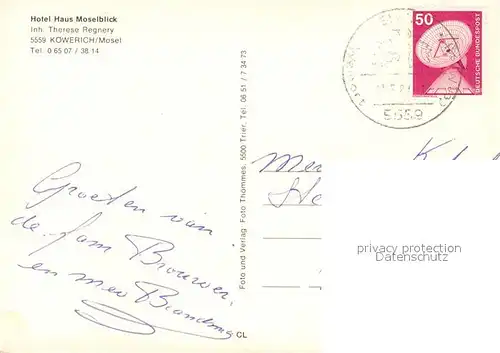 Hotel Haus Moselblick
Inh: Therese Regnery
5559 KÖWERICH/Mosel
Tel. 0 65 07 / 38 14
50
DEUTSCHE BUNDESPOST
5559
Foto und Verlag: Foto Thommes, 5500 Trier, Tel. 06 51 / 7 34 73
Groeten van
de fam Brouwer.
en mev
CL
privacy protection
Datenschutz